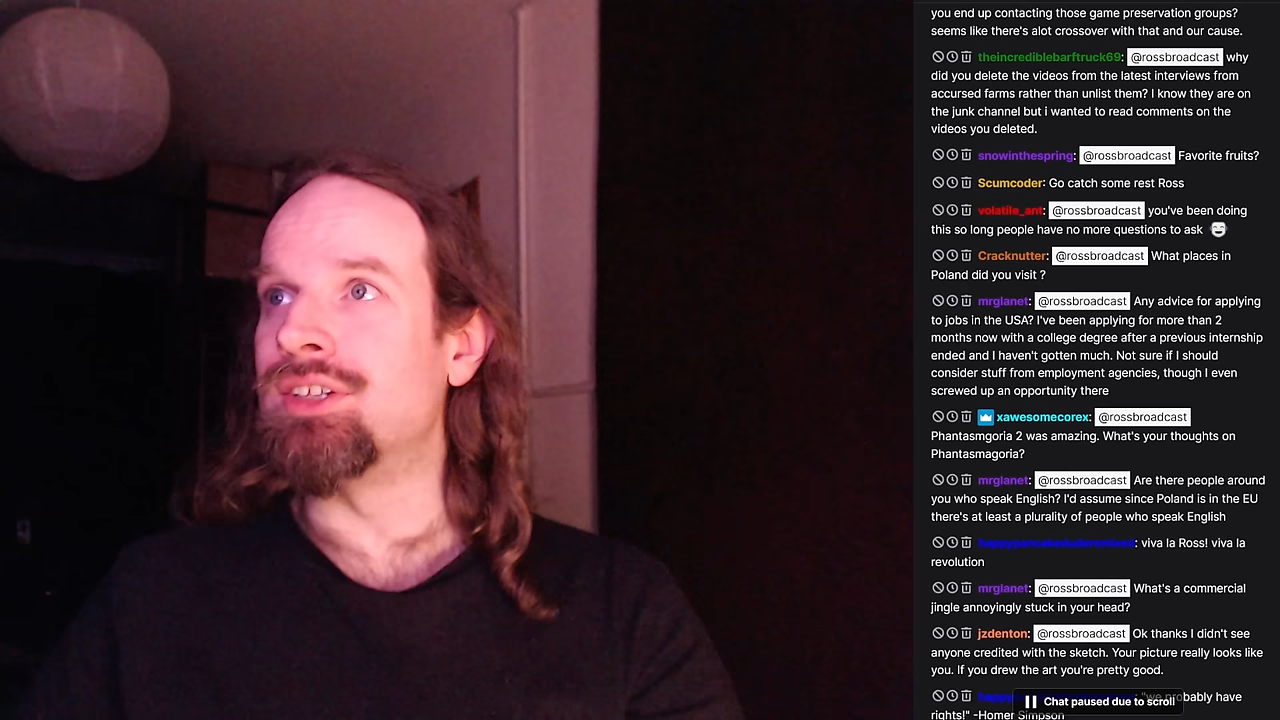 you end up contacting those game preservation groups?
seems like there's alot crossover with that and our cause.
theincrediblebarftruck69: @rossbroadcast why
did you delete the videos from the latest interviews from
accursed farms rather than unlist them? I know they are on
the junk channel but i wanted to read comments on the
videos you deleted.
snowinthespring: @rossbroadcast Favorite fruits?
Scumcoder: Go catch some rest Ross
volatile_ant: @rossbroadcast you've been doing
this so long people have no more questions to ask
Cracknutter: @rossbroadcast What places in
Poland did you visit ?
mrglanet: @rossbroadcast Any advice for applying
to jobs in the USA? I've been applying for more than 2
months now with a college degree after a previous internship
ended and I haven't gotten much. Not sure if I should
consider stuff from employment agencies, though I even
screwed up an opportunity there
xawesomecorex: @rossbroadcast
Phantasmgoria 2 was amazing. What's your thoughts on
Phantasmagoria?
mrglanet: @rossbroadcast Are there people around
you who speak English? I'd assume since Poland is in the EU
there's at least a plurality of people who speak English
: viva la Ross! viva la
revolution
mrglanet: @rossbroadcast What's a commercial
jingle annoyingly stuck in your head?
jzdenton: @rossbroadcast Ok thanks I didn't see
anyone credited with the sketch. Your picture really looks like
you. If you drew the art you're pretty good.
"we probably have
Chat paused due to scroll
rights!" -Homer Simpson